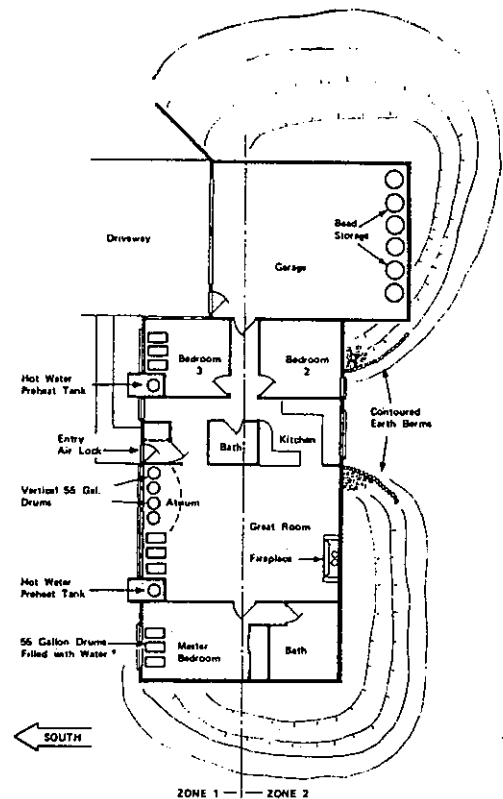 Driveway
Garage
Bead
Storage
Bedroom
3
Bedroom
2
Hot Water
Preheat Tank
Contoured
Earth Berms
Entry
Air Lock
Bath
Kitchen
Vertical 55 Gal.
Drums
Atrium
Great Room
Fireplace
Hot Water
Preheat Tank
55 Gallon Drums
Filled with Water *
Master
Bedroom
Bath
SOUTH
ZONE 1
ZONE 2